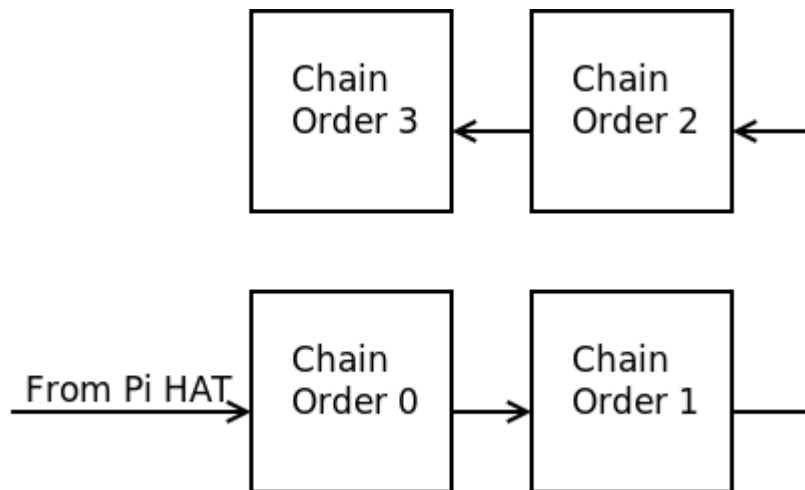 Chain
Order 3
Chain
Order 2
From Pi HAT
Chain
Order 0
Chain
Order 1